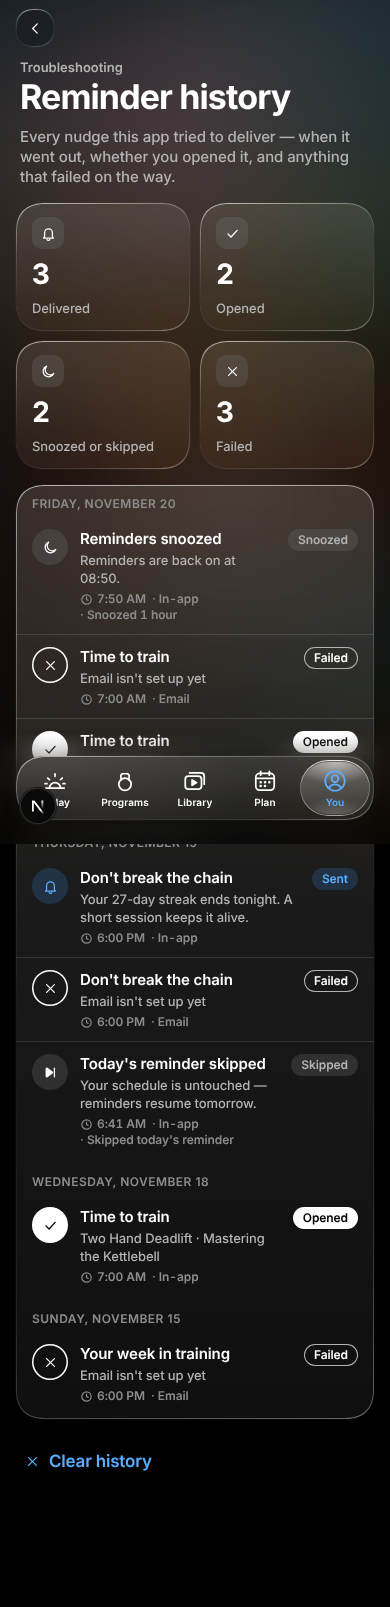 Troubleshooting
Reminder history
Every nudge this app tried to deliver — when it
went out, whether you opened it, and anything
that failed on the way.
3
Delivered
2
Opened
2
Snoozed or skipped
3
Failed
FRIDAY, NOVEMBER 20
Reminders snoozed
Snoozed
Reminders are back on at
08:50.
7:50 AM · In-app
· Snoozed 1 hour
Time to train
Failed
Email isn't set up yet
7:00 AM · Email
Time to train
Opened
N
Programs
Library
Plan
You
THURSDAY, NOVEMBER 19
Don't break the chain
Sent
Your 27-day streak ends tonight. A
short session keeps it alive.
6:00 PM · In-app
Don't break the chain
Failed
Email isn't set up yet
6:00 PM · Email
Today's reminder skipped
Skipped
Your schedule is untouched —
reminders resume tomorrow.
6:41 AM · In-app
· Skipped today's reminder
WEDNESDAY, NOVEMBER 18
Time to train
Opened
Two Hand Deadlift · Mastering
the Kettlebell
7:00 AM · In-app
SUNDAY, NOVEMBER 15
Your week in training
Failed
Email isn't set up yet
6:00 PM · Email
Clear history